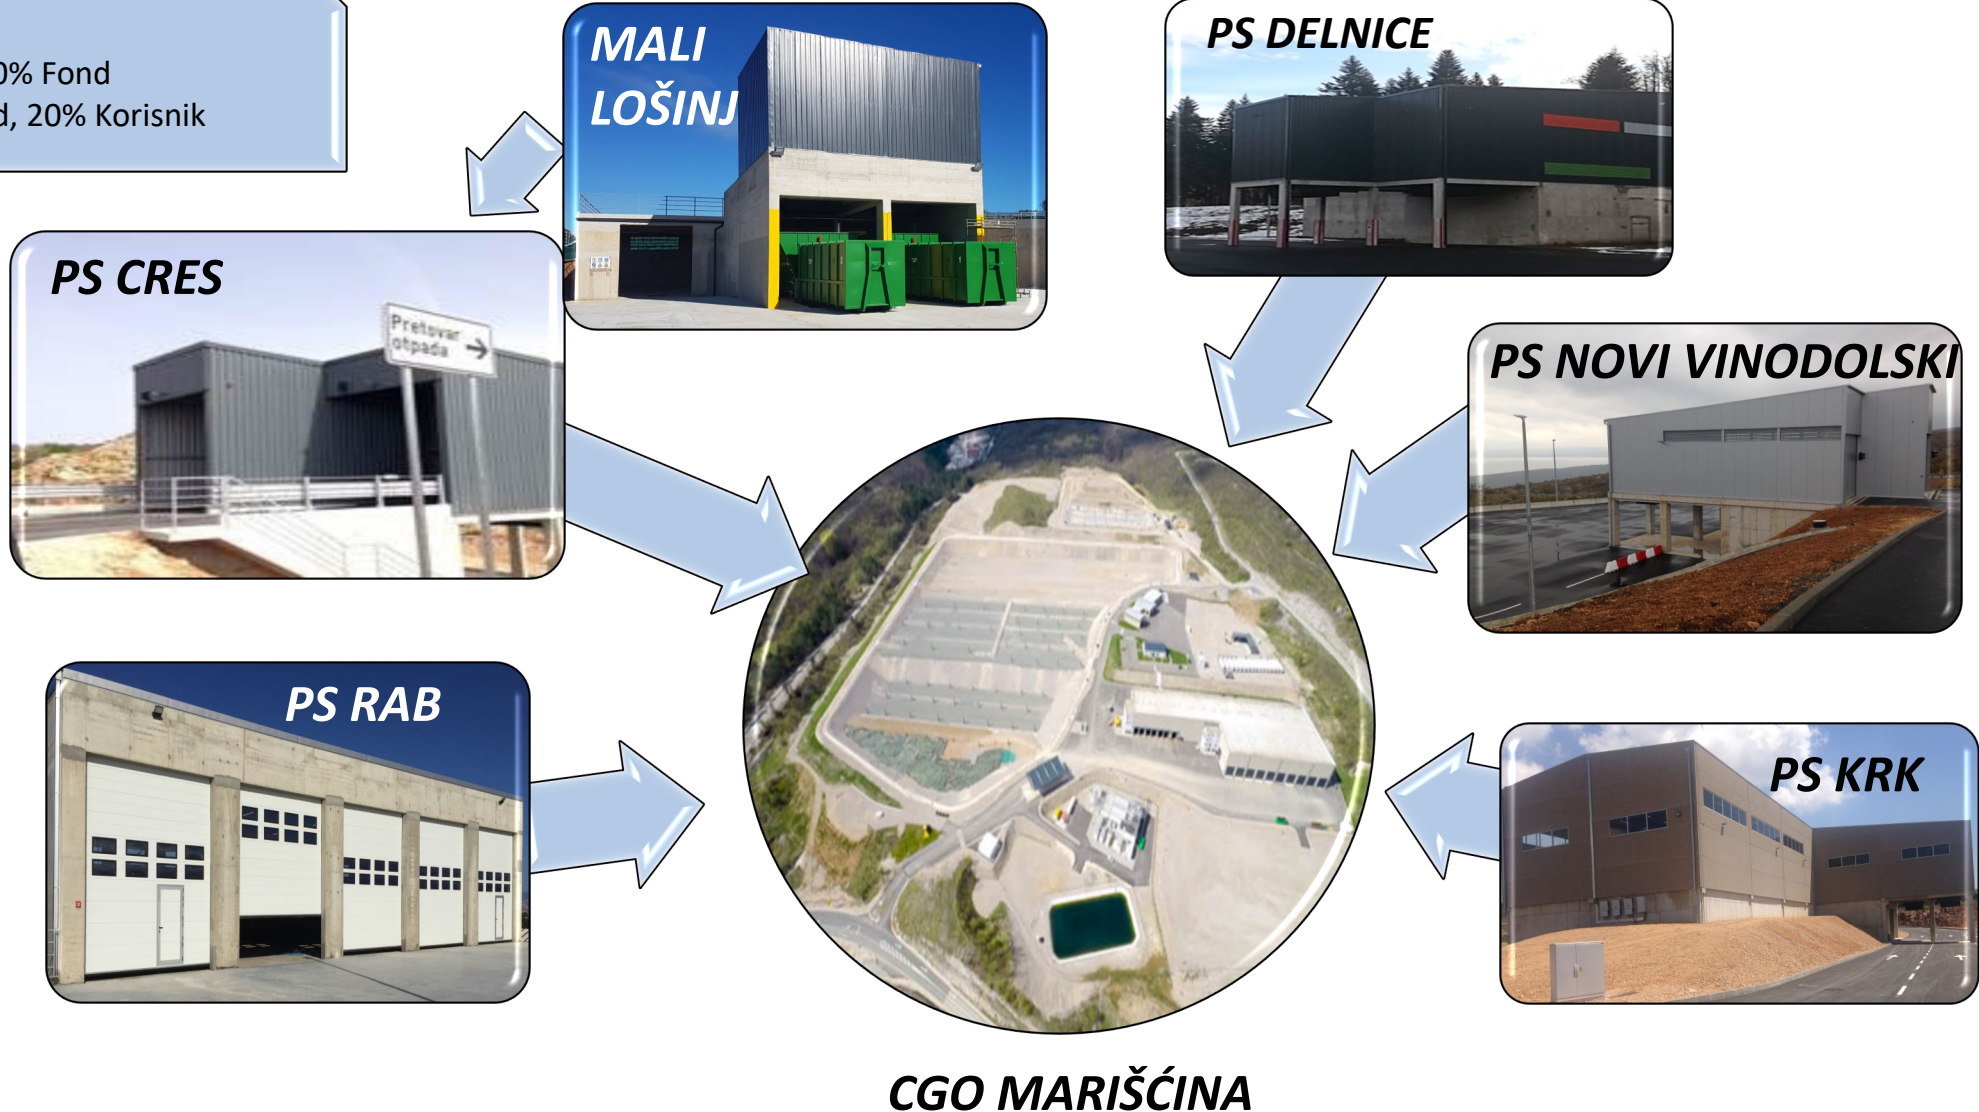 0% Fond
d, 20% Korisnik
MALI
LOŠINJ
PS DELNICE
PS CRES
Pretovar
otpada
PS NOVI VINODOLSKI
PS RAB
PS KRK
CGO MARIŠĆINA